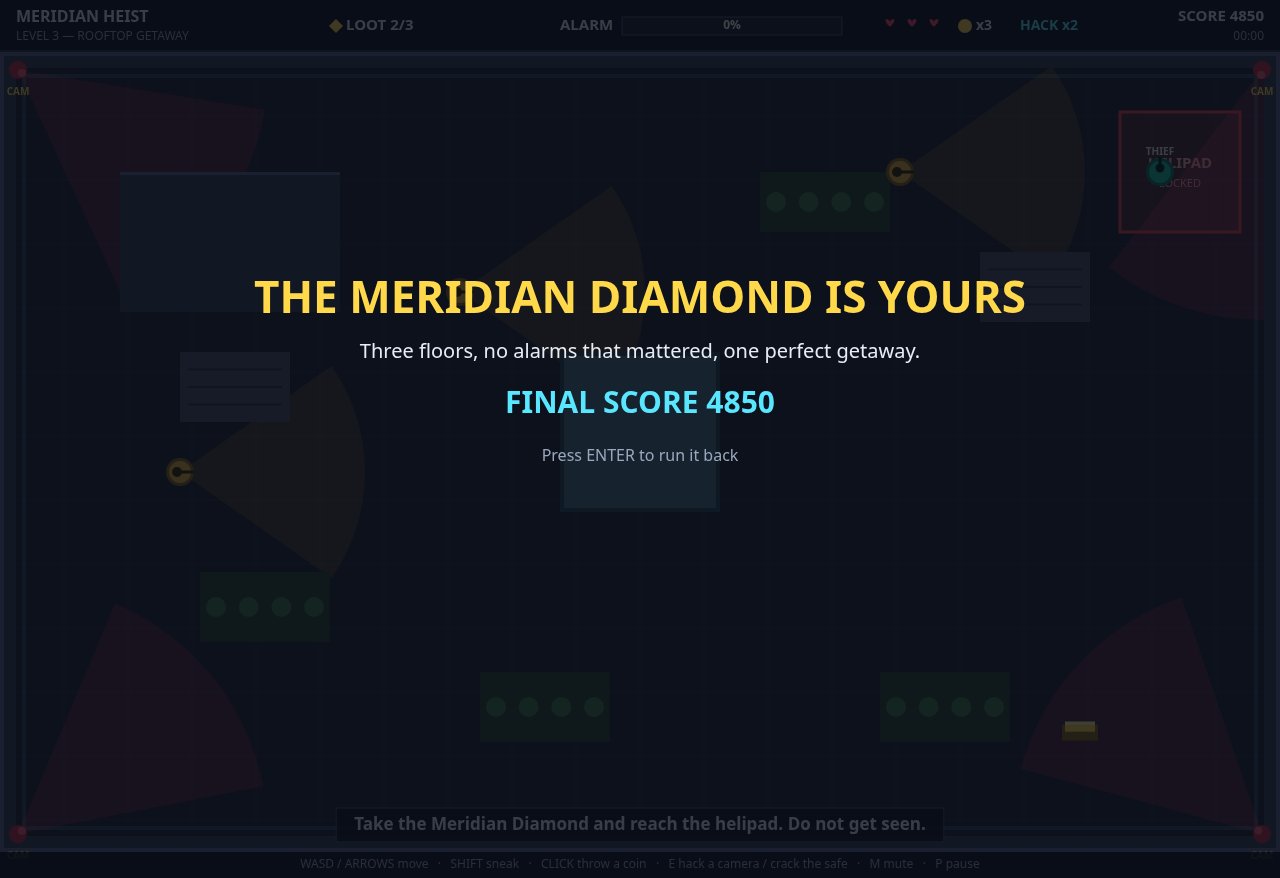 MERIDIAN HEIST
LEVEL 3 — ROOFTOP GETAWAY
LOOT 2/3
ALARM
0%
x3
HACK x2
SCORE 4850
00:00
CAM
CAM
THIEF
LOCKED
THE MERIDIAN DIAMOND IS YOURS
Three floors, no alarms that mattered, one perfect getaway.
FINAL SCORE 4850
Press ENTER to run it back
Take the Meridian Diamond and reach the helipad. Do not get seen.
CAM
CAM
WASD / ARROWS move · SHIFT sneak · CLICK throw a coin · E hack a camera / crack the safe · M mute · P pause